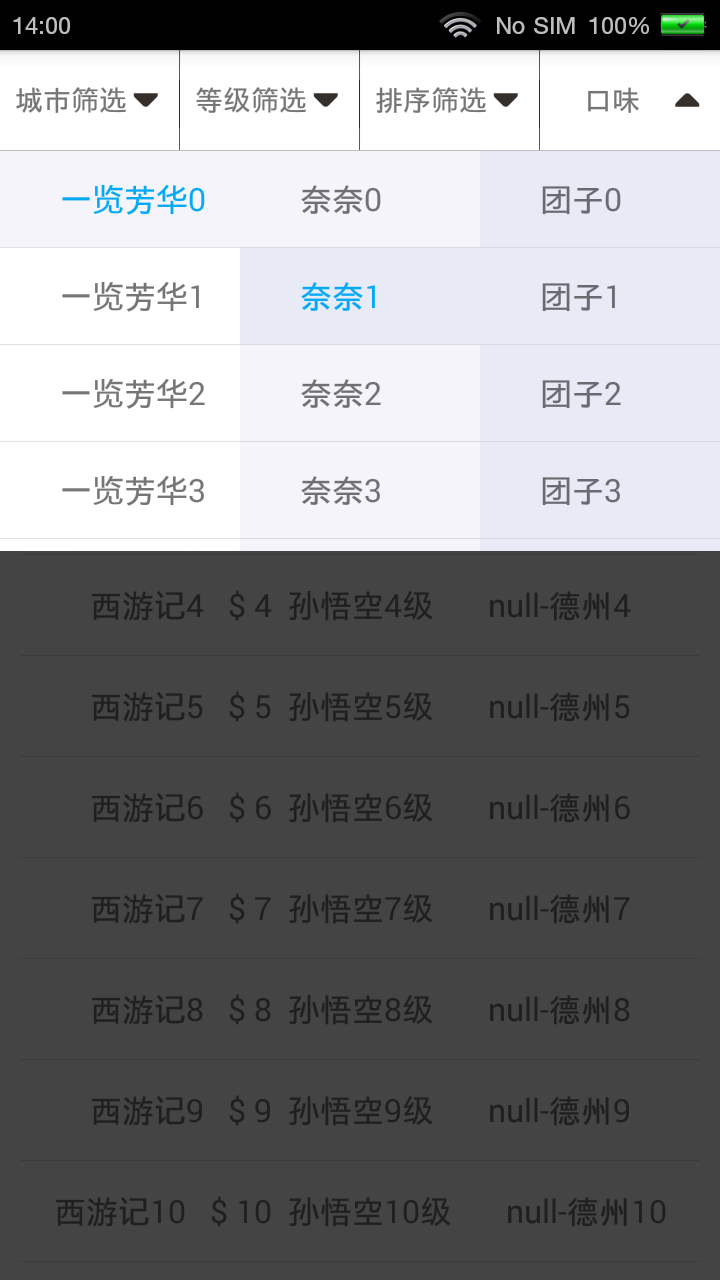 14:00 No SIM 100%
城市筛选 等级筛选 排序筛选 口味
一览芳华0 奈奈0 团子0
一览芳华1 奈奈1 团子1
一览芳华2 奈奈2 团子2
一览芳华3 奈奈3 团子3
西游记4 $ 4 孙悟空4级 null-德州4
西游记5 $ 5 孙悟空5级 null-德州5
西游记6 $ 6 孙悟空6级 null-德州6
西游记7 $ 7 孙悟空7级 null-德州7
西游记8 $ 8 孙悟空8级 null-德州8
西游记9 $ 9 孙悟空9级 null-德州9
西游记10 $ 10 孙悟空10级 null-德州10